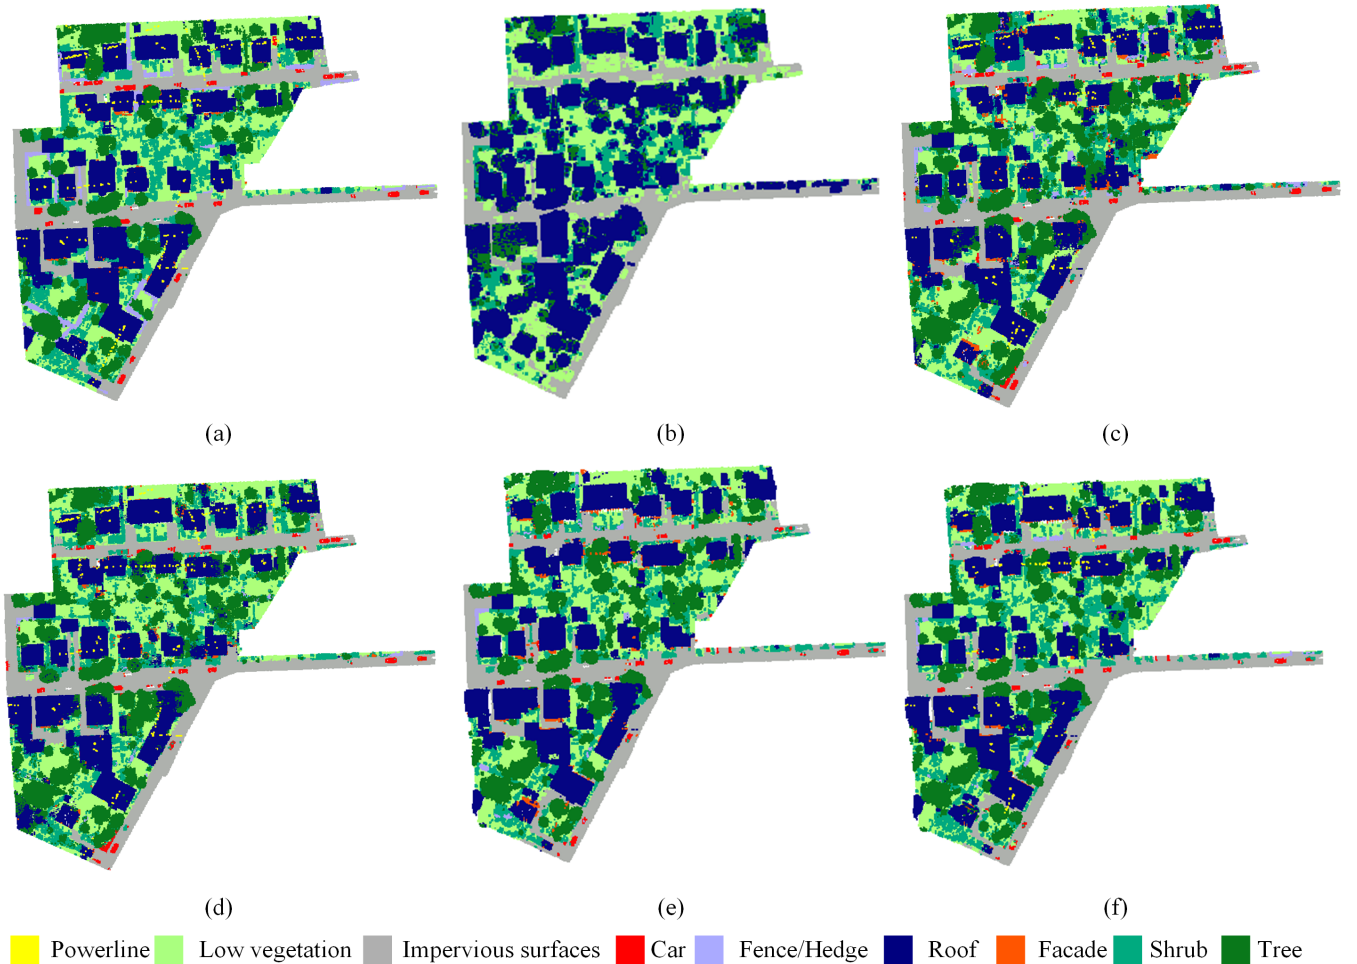 (a) (b) (c)
(d) (e) (f)
Powerline Low vegetation Impervious surfaces Car Fence/Hedge Roof Facade Shrub Tree